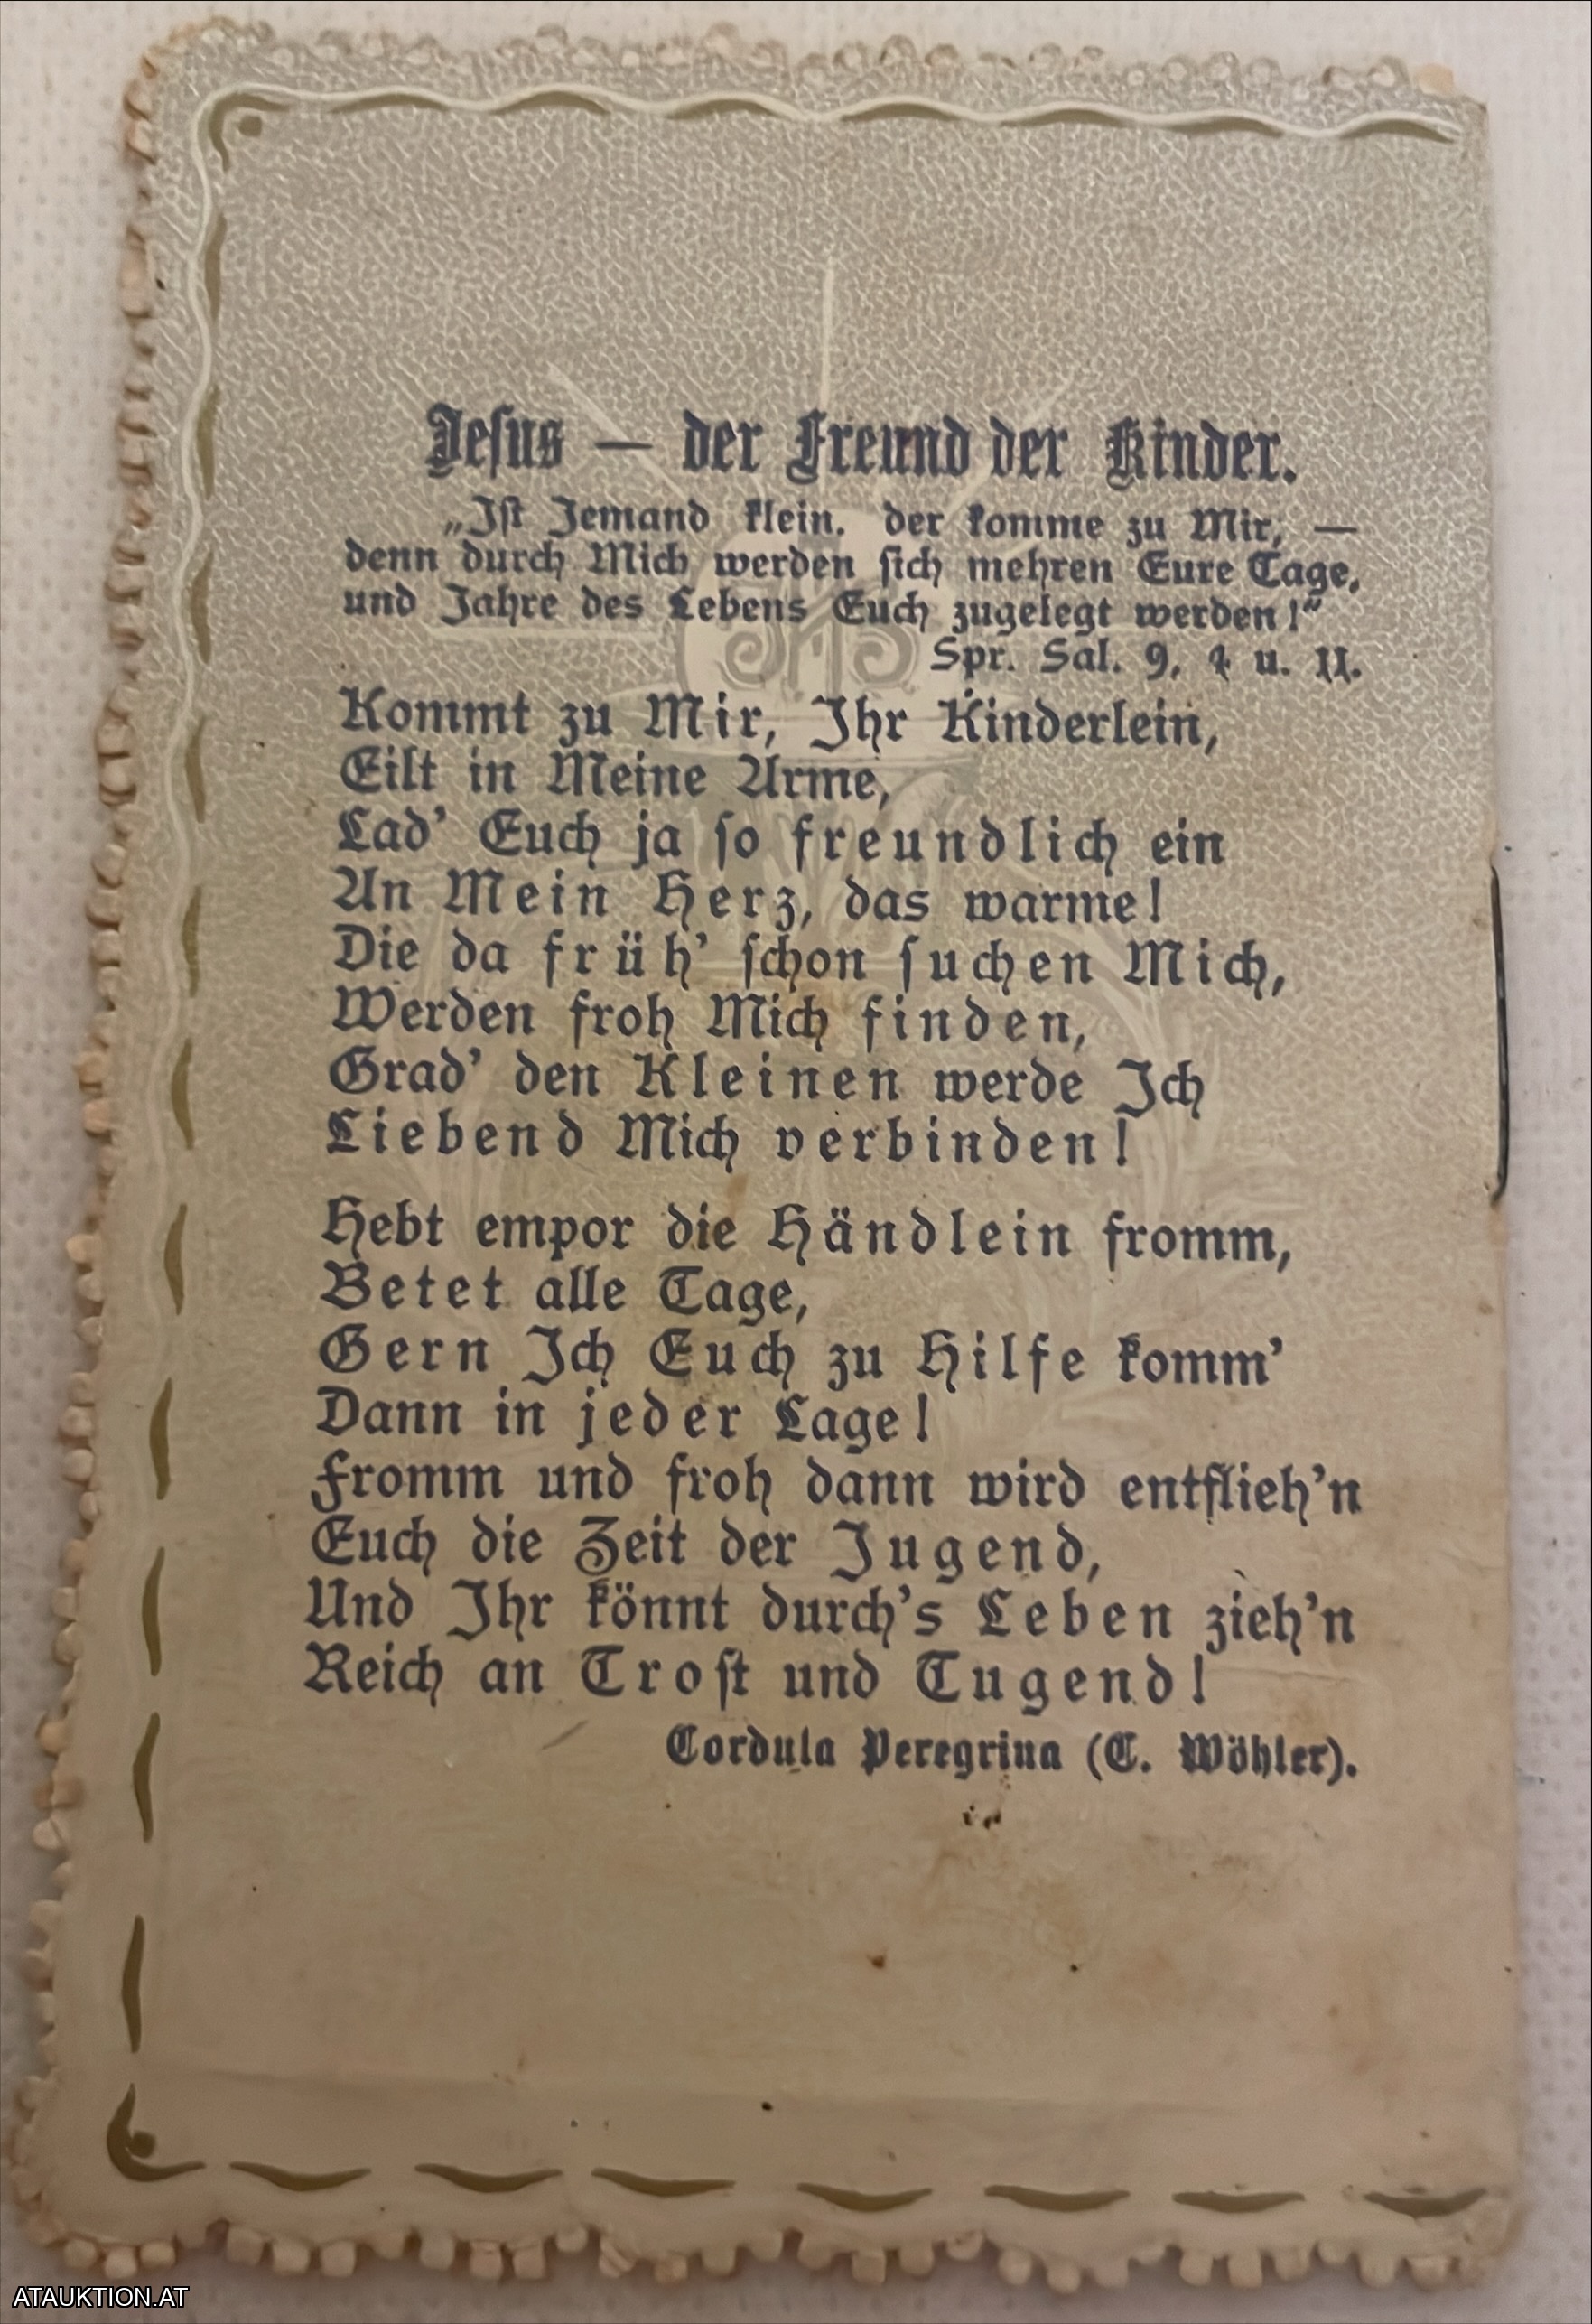 Jesus — der Freund der Kinder.
„Ist Jemand klein. der komme zu Mir, —
denn durch Mich werden sich mehren Eure Tage,
und Jahre des Lebens Euch zugelegt werden!“
Spr. Sal. 9, 4 u. 11.
Kommt zu Mir, Ihr Kinderlein,
Eilt in Meine Arme,
Lad’ Euch ja so freundlich ein
An Mein Herz, das warme!
Die da früh’ schon suchen Mich,
Werden froh Mich finden,
Grad’ den Kleinen werde Ich
Liebend Mich verbinden!
Hebt empor die Händlein fromm,
Betet alle Tage,
Gern Ich Euch zu Hilfe komm’
Dann in jeder Lage!
Fromm und froh dann wird entflieh’n
Euch die Zeit der Jugend,
Und Ihr könnt durch’s Leben zieh’n
Reich an Trost und Tugend!
Cordula Peregrina (C. Wöhler).
ATAUKTION.AT